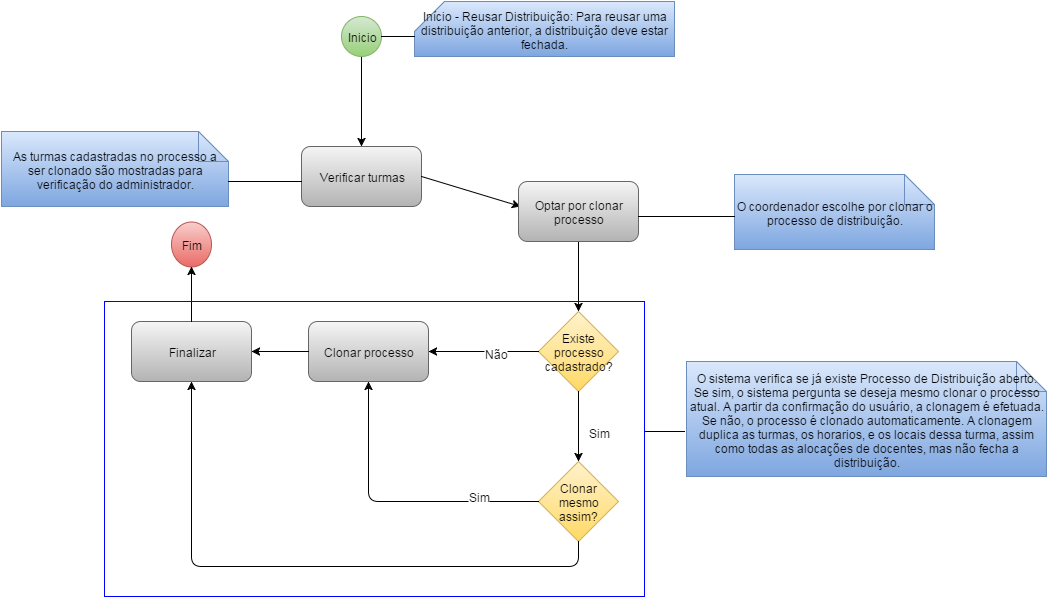 Início - Reusar Distribuição: Para reusar uma
distribuição anterior, a distribuição deve estar
fechada.
Inicio
As turmas cadastradas no processo a
ser clonado são mostradas para
verificação do administrador.
Verificar turmas
Optar por clonar
processo
O coordenador escolhe por clonar o
processo de distribuição.
Fim
Finalizar
Clonar processo
Não
Existe
processo
cadastrado?
O sistema verifica se já existe Processo de Distribuição aberto.
Se sim, o sistema pergunta se deseja mesmo clonar o processo
atual. A partir da confirmação do usuário, a clonagem é efetuada.
Se não, o processo é clonado automaticamente. A clonagem
duplica as turmas, os horarios, e os locais dessa turma, assim
como todas as alocações de docentes, mas não fecha a
distribuição.
Sim
Sim
Clonar
mesmo
assim?